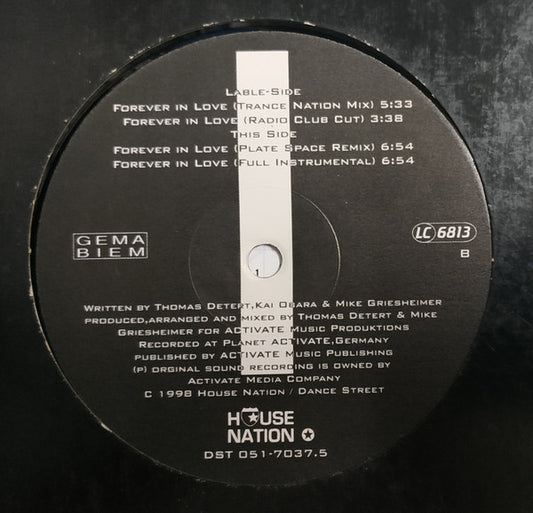 Lable-Side
Forever in Love (Trance Nation Mix) 5:33
Forever in Love (Radio Club Cut) 3:38
This Side
Forever in Love (Plate Space Remix) 6:54
Forever in Love (Full Instrumental) 6:54
GEMA
BIEM
LC 6813
B
1
Written by Thomas Detert,Kai Obara & Mike Griesheimer
produced,arranged and mixed by Thomas Detert & Mike
Griesheimer for ACTIVATE Music Produktions
Recorded at Planet ACTIVATE,Germany
published by ACTIVATE Music Publishing
(P) orginal sound recording is owned by
Activate Media Company
C 1998 House Nation / Dance Street
HOUSE
NATION
DST 051-7037.5